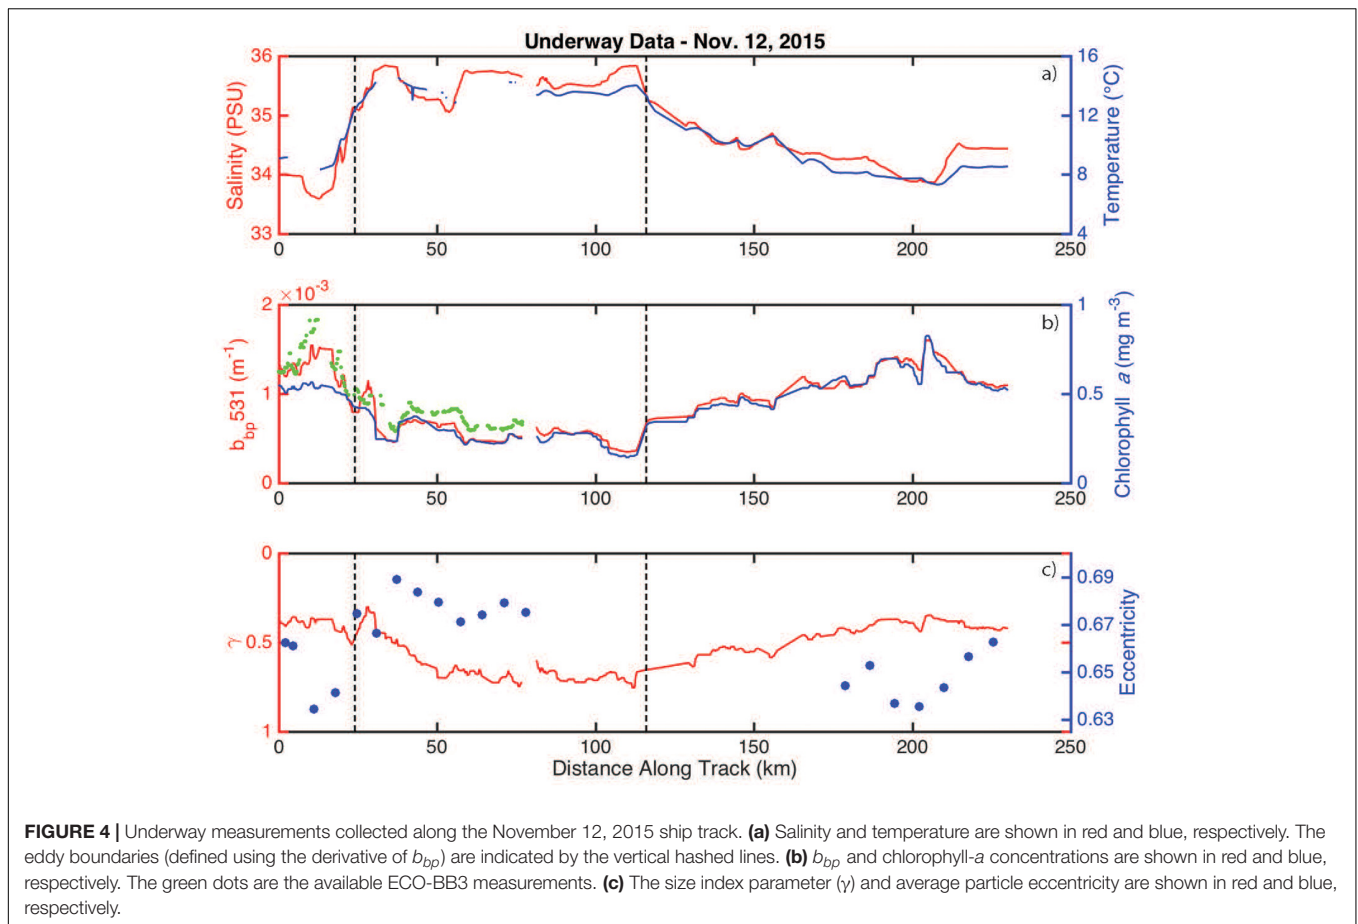 Underway Data - Nov. 12, 2015
36
35
34
33
Salinity (PSU)
16
12
8
4
Temperature (°C)
a)
0 50 100 150 200 250
×10⁻³
2
1
0
b_bp 531 (m⁻¹)
1
0.5
0
Chlorophyll a (mg m⁻³)
b)
0 50 100 150 200 250
0
0.5
1
γ
0.69
0.67
0.65
0.63
Eccentricity
c)
0 50 100 150 200 250
Distance Along Track (km)
FIGURE 4 | Underway measurements collected along the November 12, 2015 ship track. (a) Salinity and temperature are shown in red and blue, respectively. The
eddy boundaries (defined using the derivative of b_bp) are indicated by the vertical hashed lines. (b) b_bp and chlorophyll-a concentrations are shown in red and blue,
respectively. The green dots are the available ECO-BB3 measurements. (c) The size index parameter (γ) and average particle eccentricity are shown in red and blue,
respectively.